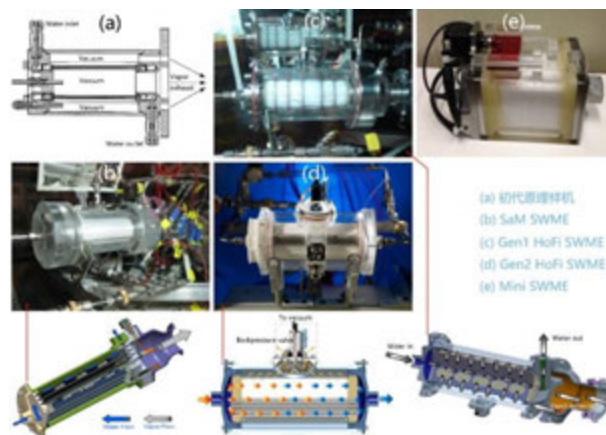 Water inlet
(a)
Vacuum
Vacuum
Vacuum
Vapor
exhaust
Water outlet
(c)
(e)
(b)
(d)
(a) 初代原理样机
(b) SaM SWME
(c) Gen1 HoFi SWME
(d) Gen2 HoFi SWME
(e) Mini SWME
To vacuum
Backpressure valve
Water in
Water out
Water Flow
Vapor Flow